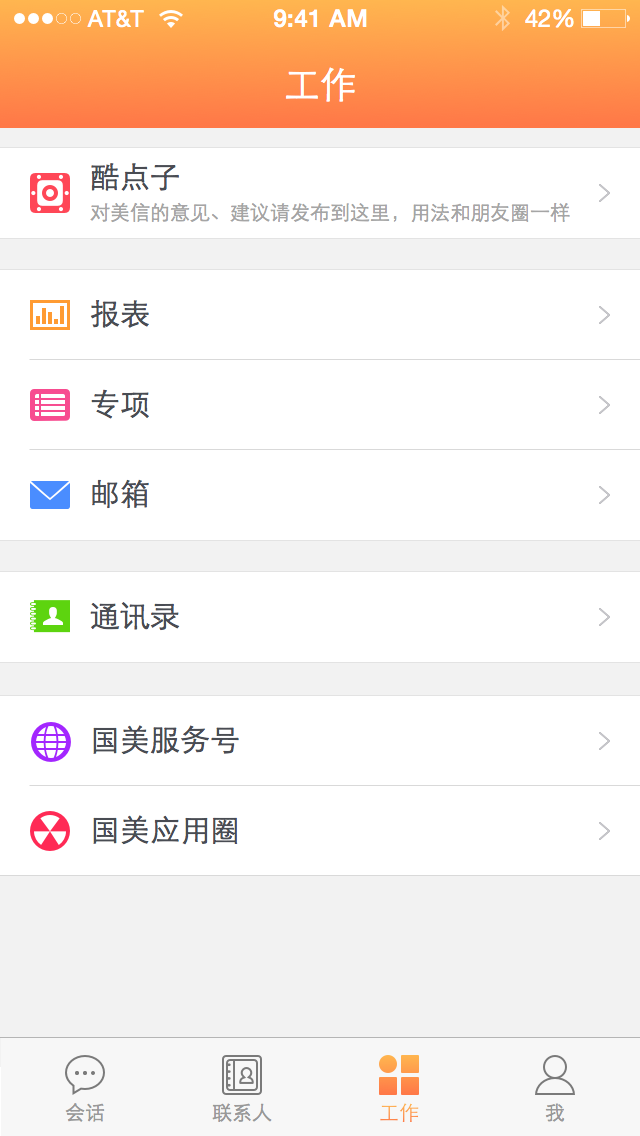 AT&T 9:41 AM 42%
工作
酷点子
对美信的意见、建议请发布到这里，用法和朋友圈一样
报表
专项
邮箱
通讯录
国美服务号
国美应用圈
会话 联系人 工作 我